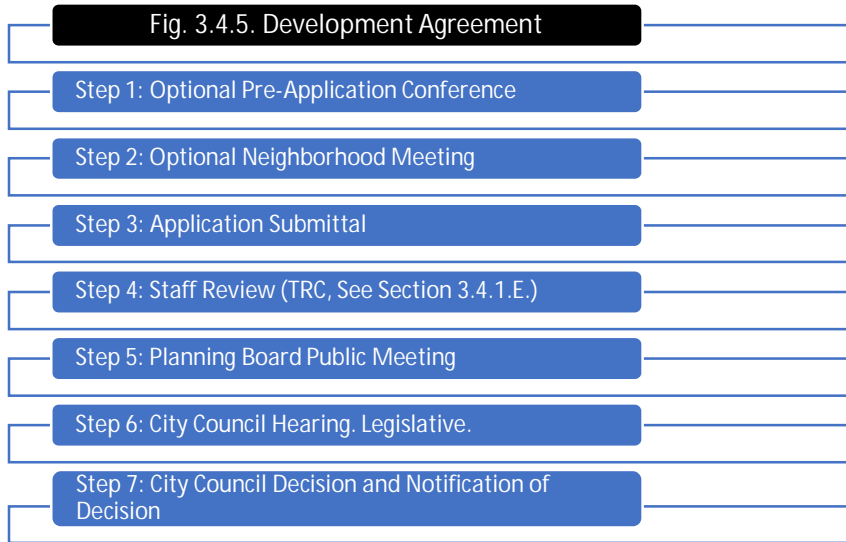 Fig. 3.4.5. Development Agreement
Step 1: Optional Pre-Application Conference
Step 2: Optional Neighborhood Meeting
Step 3: Application Submittal
Step 4: Staff Review (TRC, See Section 3.4.1.E.)
Step 5: Planning Board Public Meeting
Step 6: City Council Hearing. Legislative.
Step 7: City Council Decision and Notification of
Decision